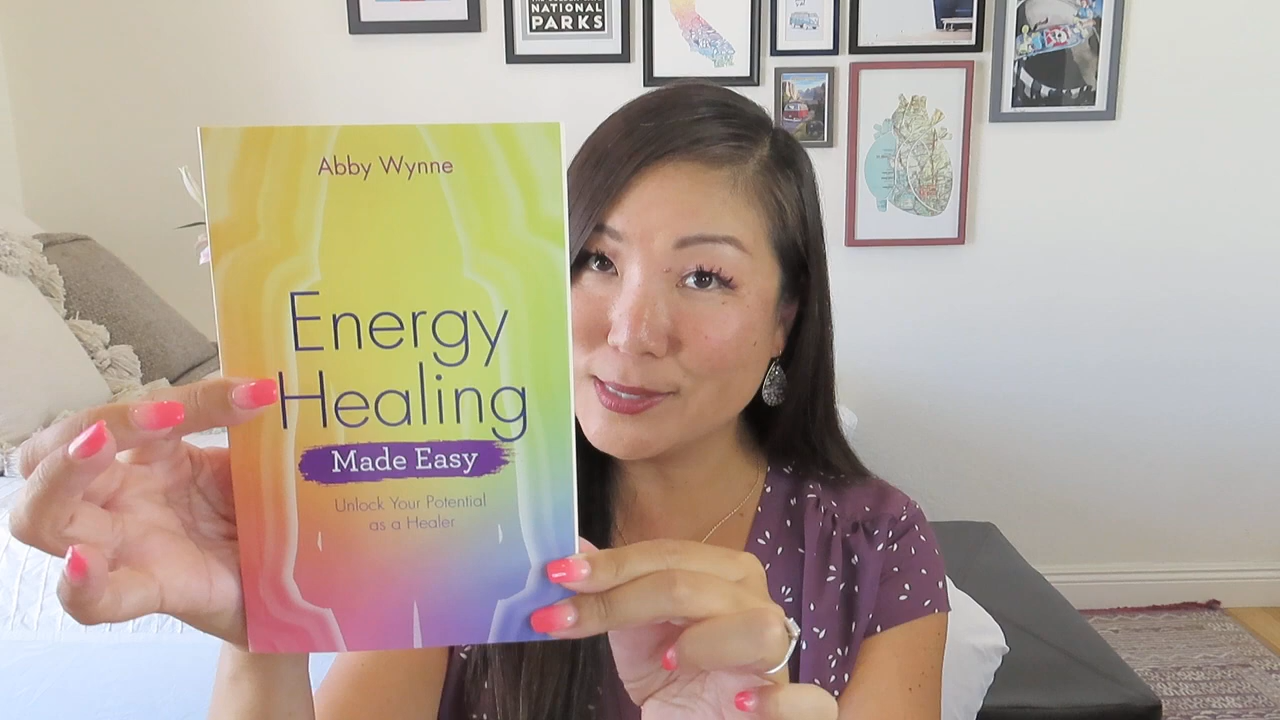 NATIONAL
PARKS
Abby Wynne
Energy
Healing
Made Easy
Unlock Your Potential
as a Healer